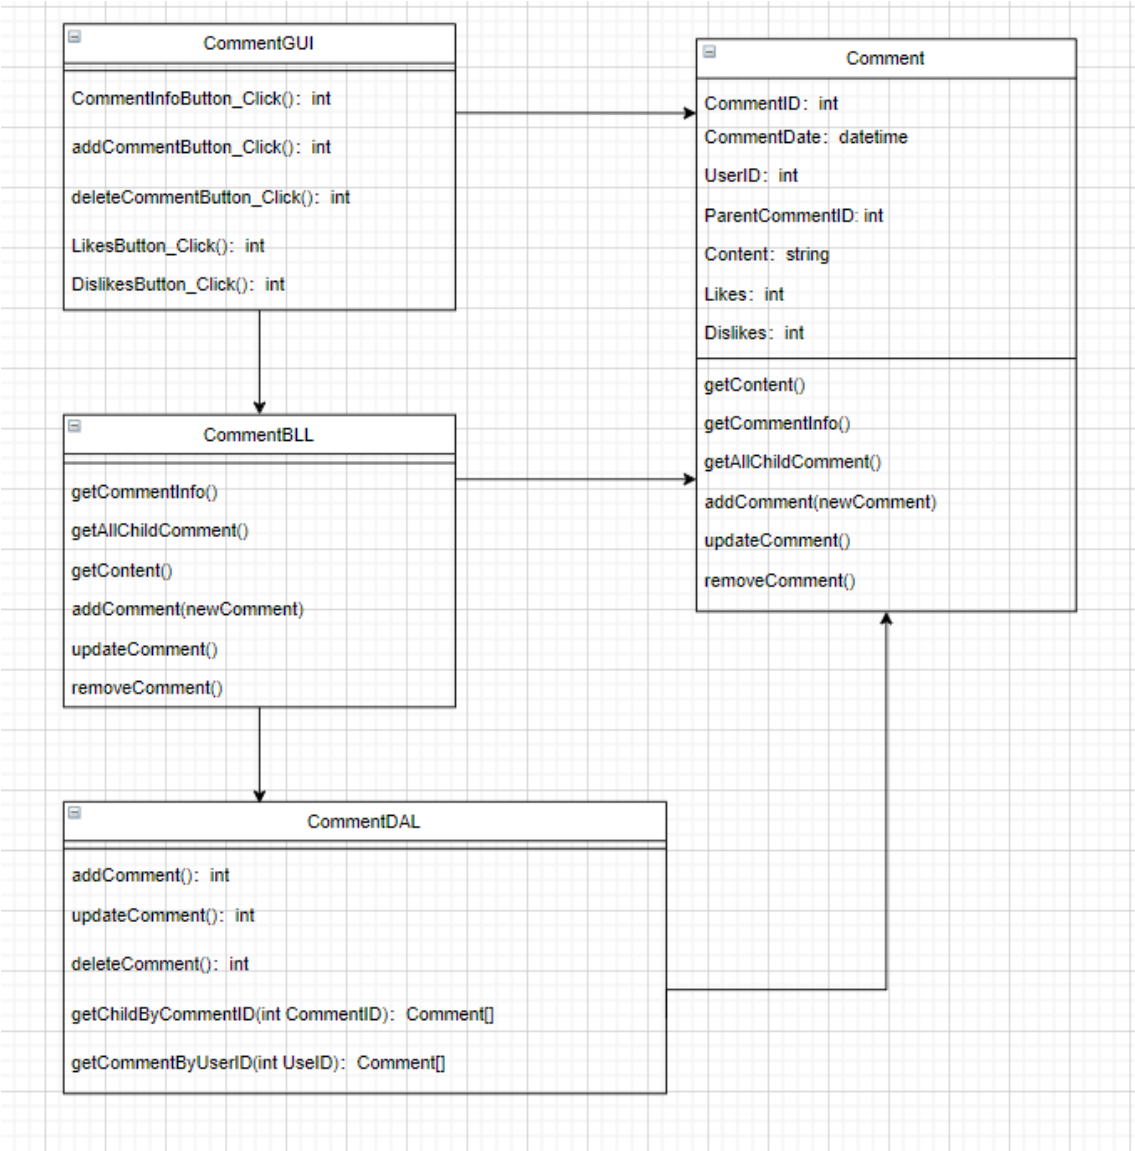 CommentGUI
CommentInfoButton_Click(): int
addCommentButton_Click(): int
deleteCommentButton_Click(): int
LikesButton_Click(): int
DislikesButton_Click(): int
Comment
CommentID: int
CommentDate: datetime
UserID: int
ParentCommentID: int
Content: string
Likes: int
Dislikes: int
getContent()
getCommentInfo()
getAllChildComment()
addComment(newComment)
updateComment()
removeComment()
CommentBLL
getCommentInfo()
getAllChildComment()
getContent()
addComment(newComment)
updateComment()
removeComment()
CommentDAL
addComment(): int
updateComment(): int
deleteComment(): int
getChildByCommentID(int CommentID): Comment[]
getCommentByUserID(int UseID): Comment[]